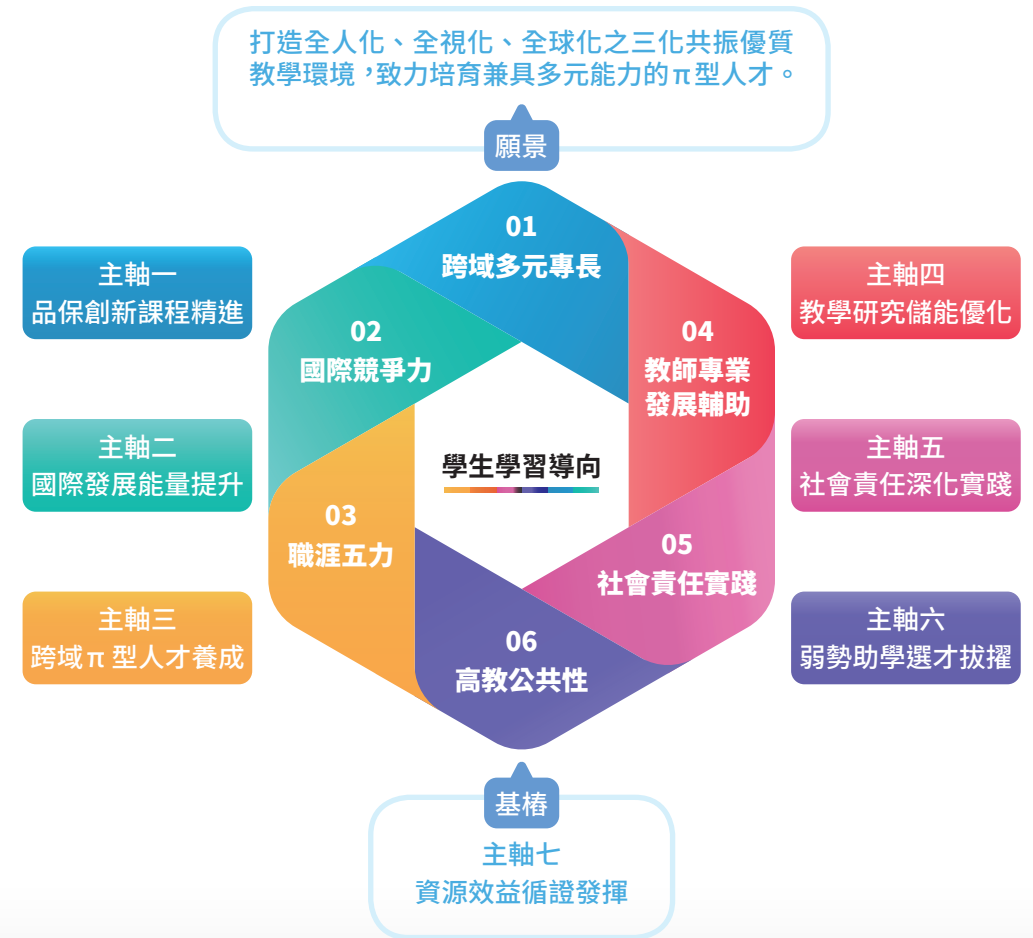 打造全人化、全視化、全球化之三化共振優質
教學環境，致力培育兼具多元能力的π型人才。
願景
01
跨域多元專長
主軸一
品保創新課程精進
02
國際競爭力
04
教師專業
發展輔助
主軸四
教學研究儲能優化
主軸二
國際發展能量提升
學生學習導向
主軸五
社會責任深化實踐
03
職涯五力
05
社會責任實踐
主軸三
跨域π 型人才養成
06
高教公共性
主軸六
弱勢助學選才拔擢
基樁
主軸七
資源效益循證發揮